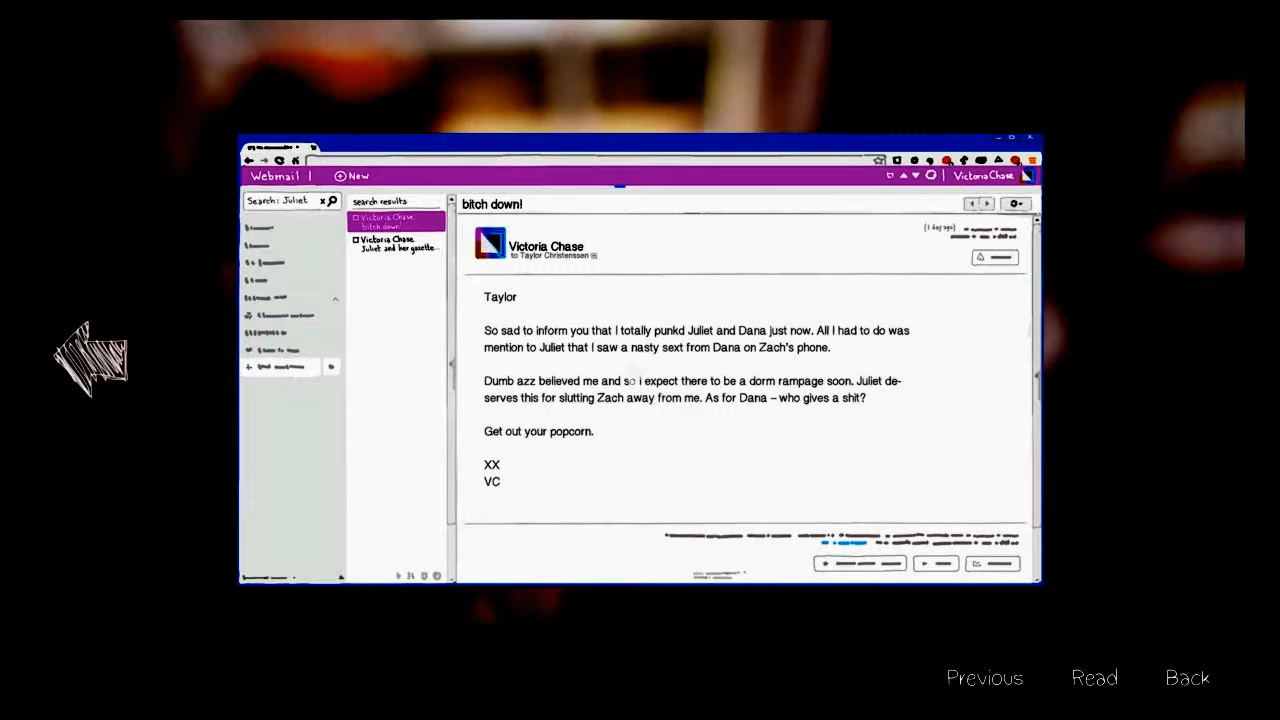 Webmail
New
Victoria Chase
Search: Juliet x
search results
Victoria Chase
bitch down!
Victoria Chase
Juliet and her gazette...
bitch down!
(1 day ago)
Victoria Chase
to Taylor Christenssen
Taylor
So sad to inform you that I totally punkd Juliet and Dana just now. All I had to do was
mention to Juliet that I saw a nasty sext from Dana on Zach's phone.
Dumb azz believed me and so i expect there to be a dorm rampage soon. Juliet de-
serves this for slutting Zach away from me. As for Dana – who gives a shit?
Get out your popcorn.
XX
VC
Previous
Read
Back